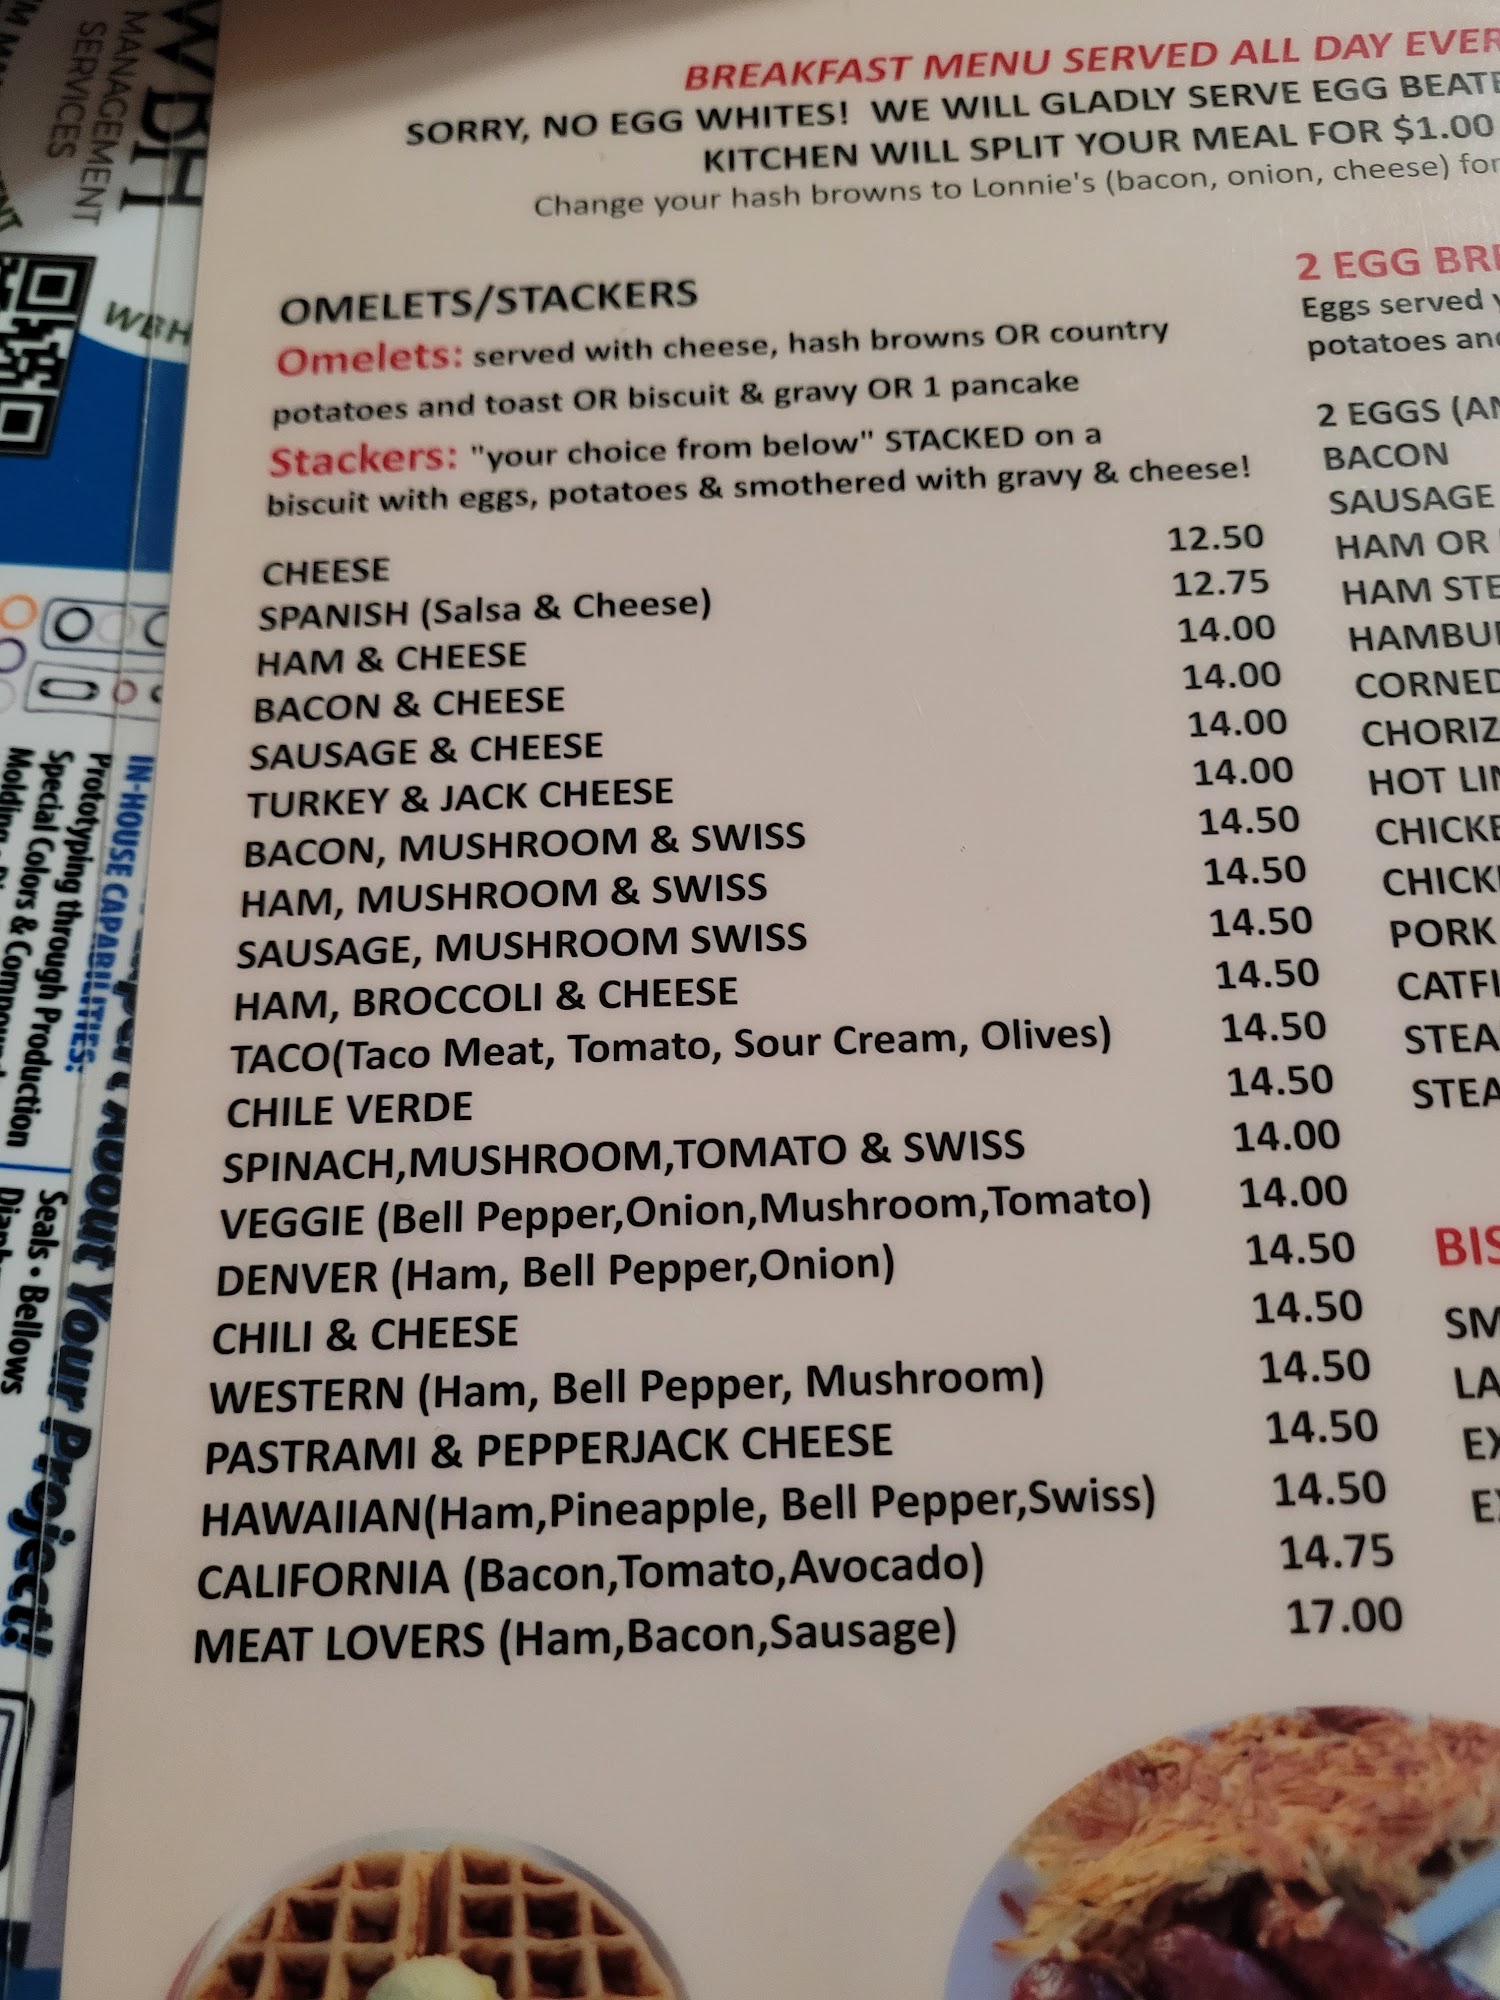 BREAKFAST MENU SERVED ALL DAY
SORRY, NO EGG WHITES! WE WILL GLADLY SERVE EGG
KITCHEN WILL SPLIT YOUR MEAL FOR $1.00
Change your hash browns to Lonnie's (bacon, onion, cheese) for
OMELETS/STACKERS
Omelets: served with cheese, hash browns OR country
potatoes and toast OR biscuit & gravy OR 1 pancake
Stackers: "your choice from below" STACKED on a
biscuit with eggs, potatoes & smothered with gravy & cheese!
CHEESE 12.50
SPANISH (Salsa & Cheese) 12.75
HAM & CHEESE 14.00
BACON & CHEESE 14.00
SAUSAGE & CHEESE 14.00
TURKEY & JACK CHEESE 14.00
BACON, MUSHROOM & SWISS 14.50
HAM, MUSHROOM & SWISS 14.50
SAUSAGE, MUSHROOM SWISS 14.50
HAM, BROCCOLI & CHEESE 14.50
TACO(Taco Meat, Tomato, Sour Cream, Olives) 14.50
CHILE VERDE 14.50
SPINACH,MUSHROOM,TOMATO & SWISS 14.00
VEGGIE (Bell Pepper,Onion,Mushroom,Tomato) 14.00
DENVER (Ham, Bell Pepper,Onion) 14.50
CHILI & CHEESE 14.50
WESTERN (Ham, Bell Pepper, Mushroom) 14.50
PASTRAMI & PEPPERJACK CHEESE 14.50
HAWAIIAN(Ham,Pineapple, Bell Pepper,Swiss) 14.50
CALIFORNIA (Bacon,Tomato,Avocado) 14.75
MEAT LOVERS (Ham,Bacon,Sausage) 17.00
2 EGG
Eggs served
potatoes
2 EGGS
BACON
SAUSAGE
HAM OR
HAM
PORK
WBH
MANAGEMENT
SERVICES
WBH
IN-HOUSE CAPABILITIES:
Prototyping through Production
Special Colors &
Molding
Seals • Bellows
About Your Project!